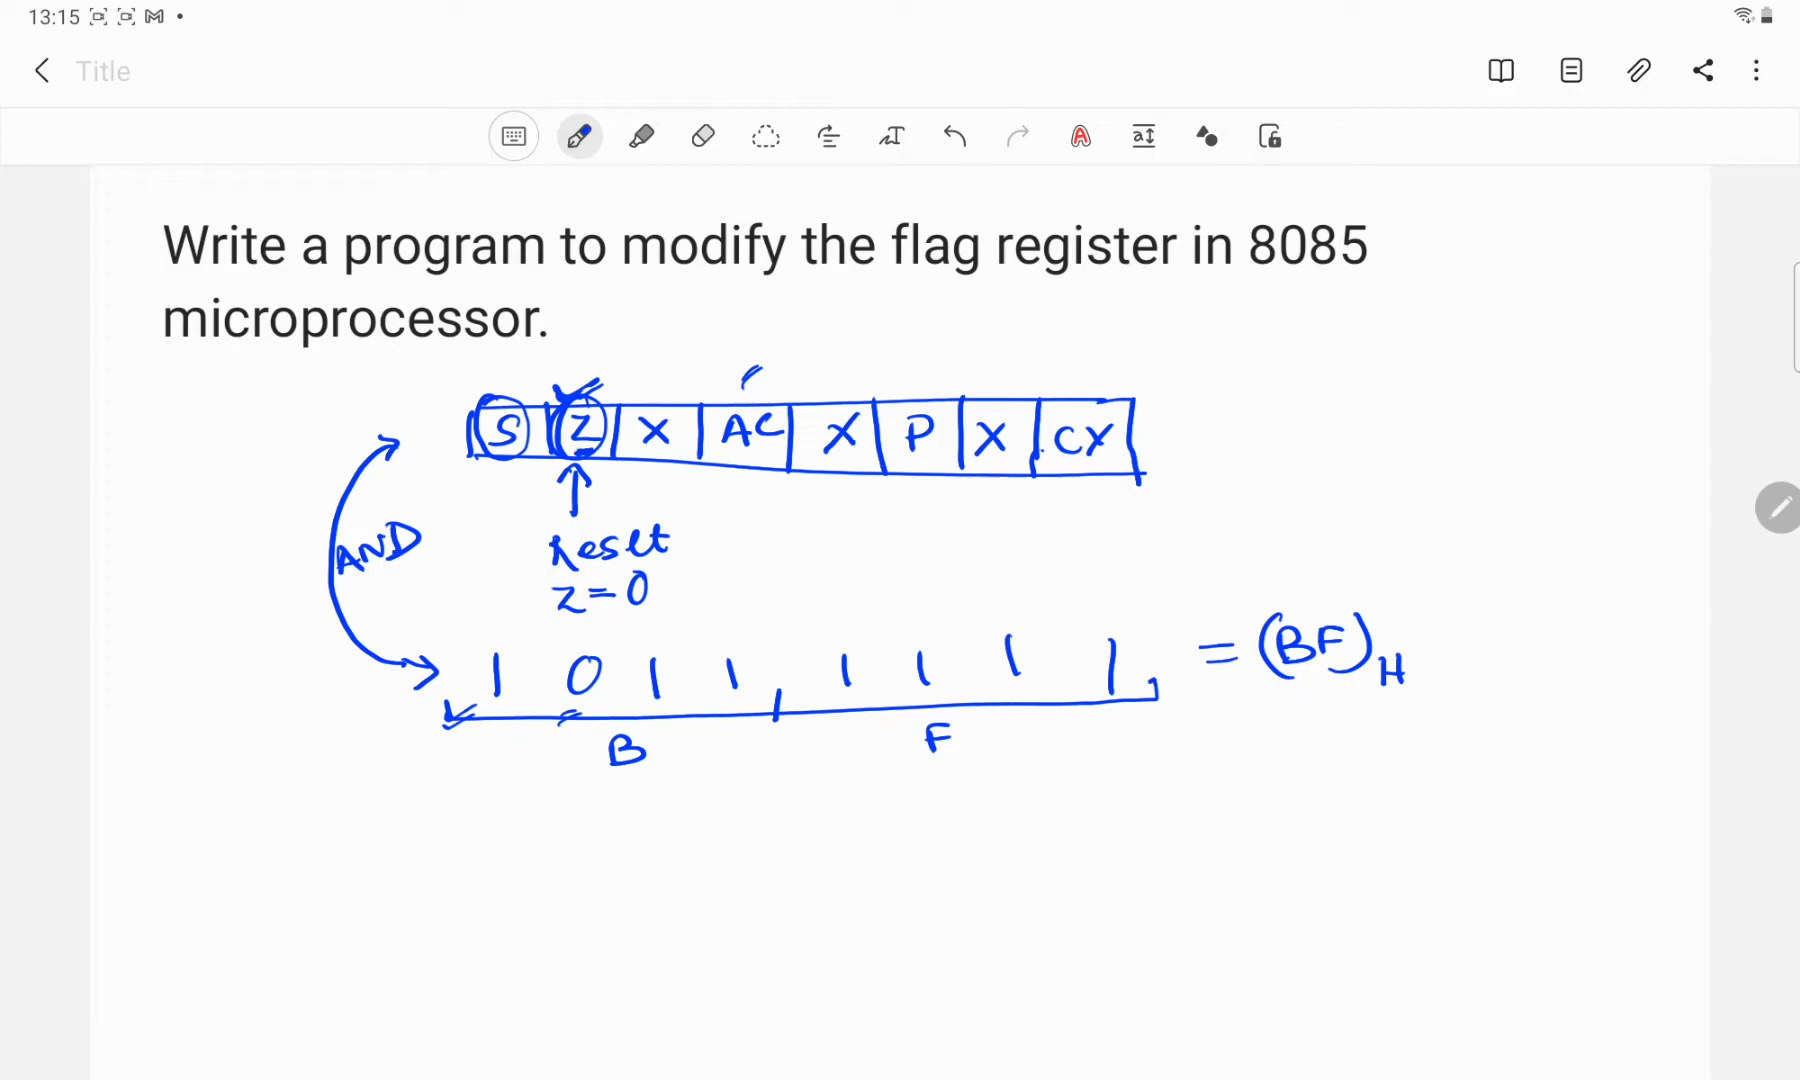 13:15
Title
Write a program to modify the flag register in 8085
microprocessor.
S Z X AC X P X CY
AND
Reset
Z=0
1 0 1 1 , 1 1 1 1 = (BF)H
B F